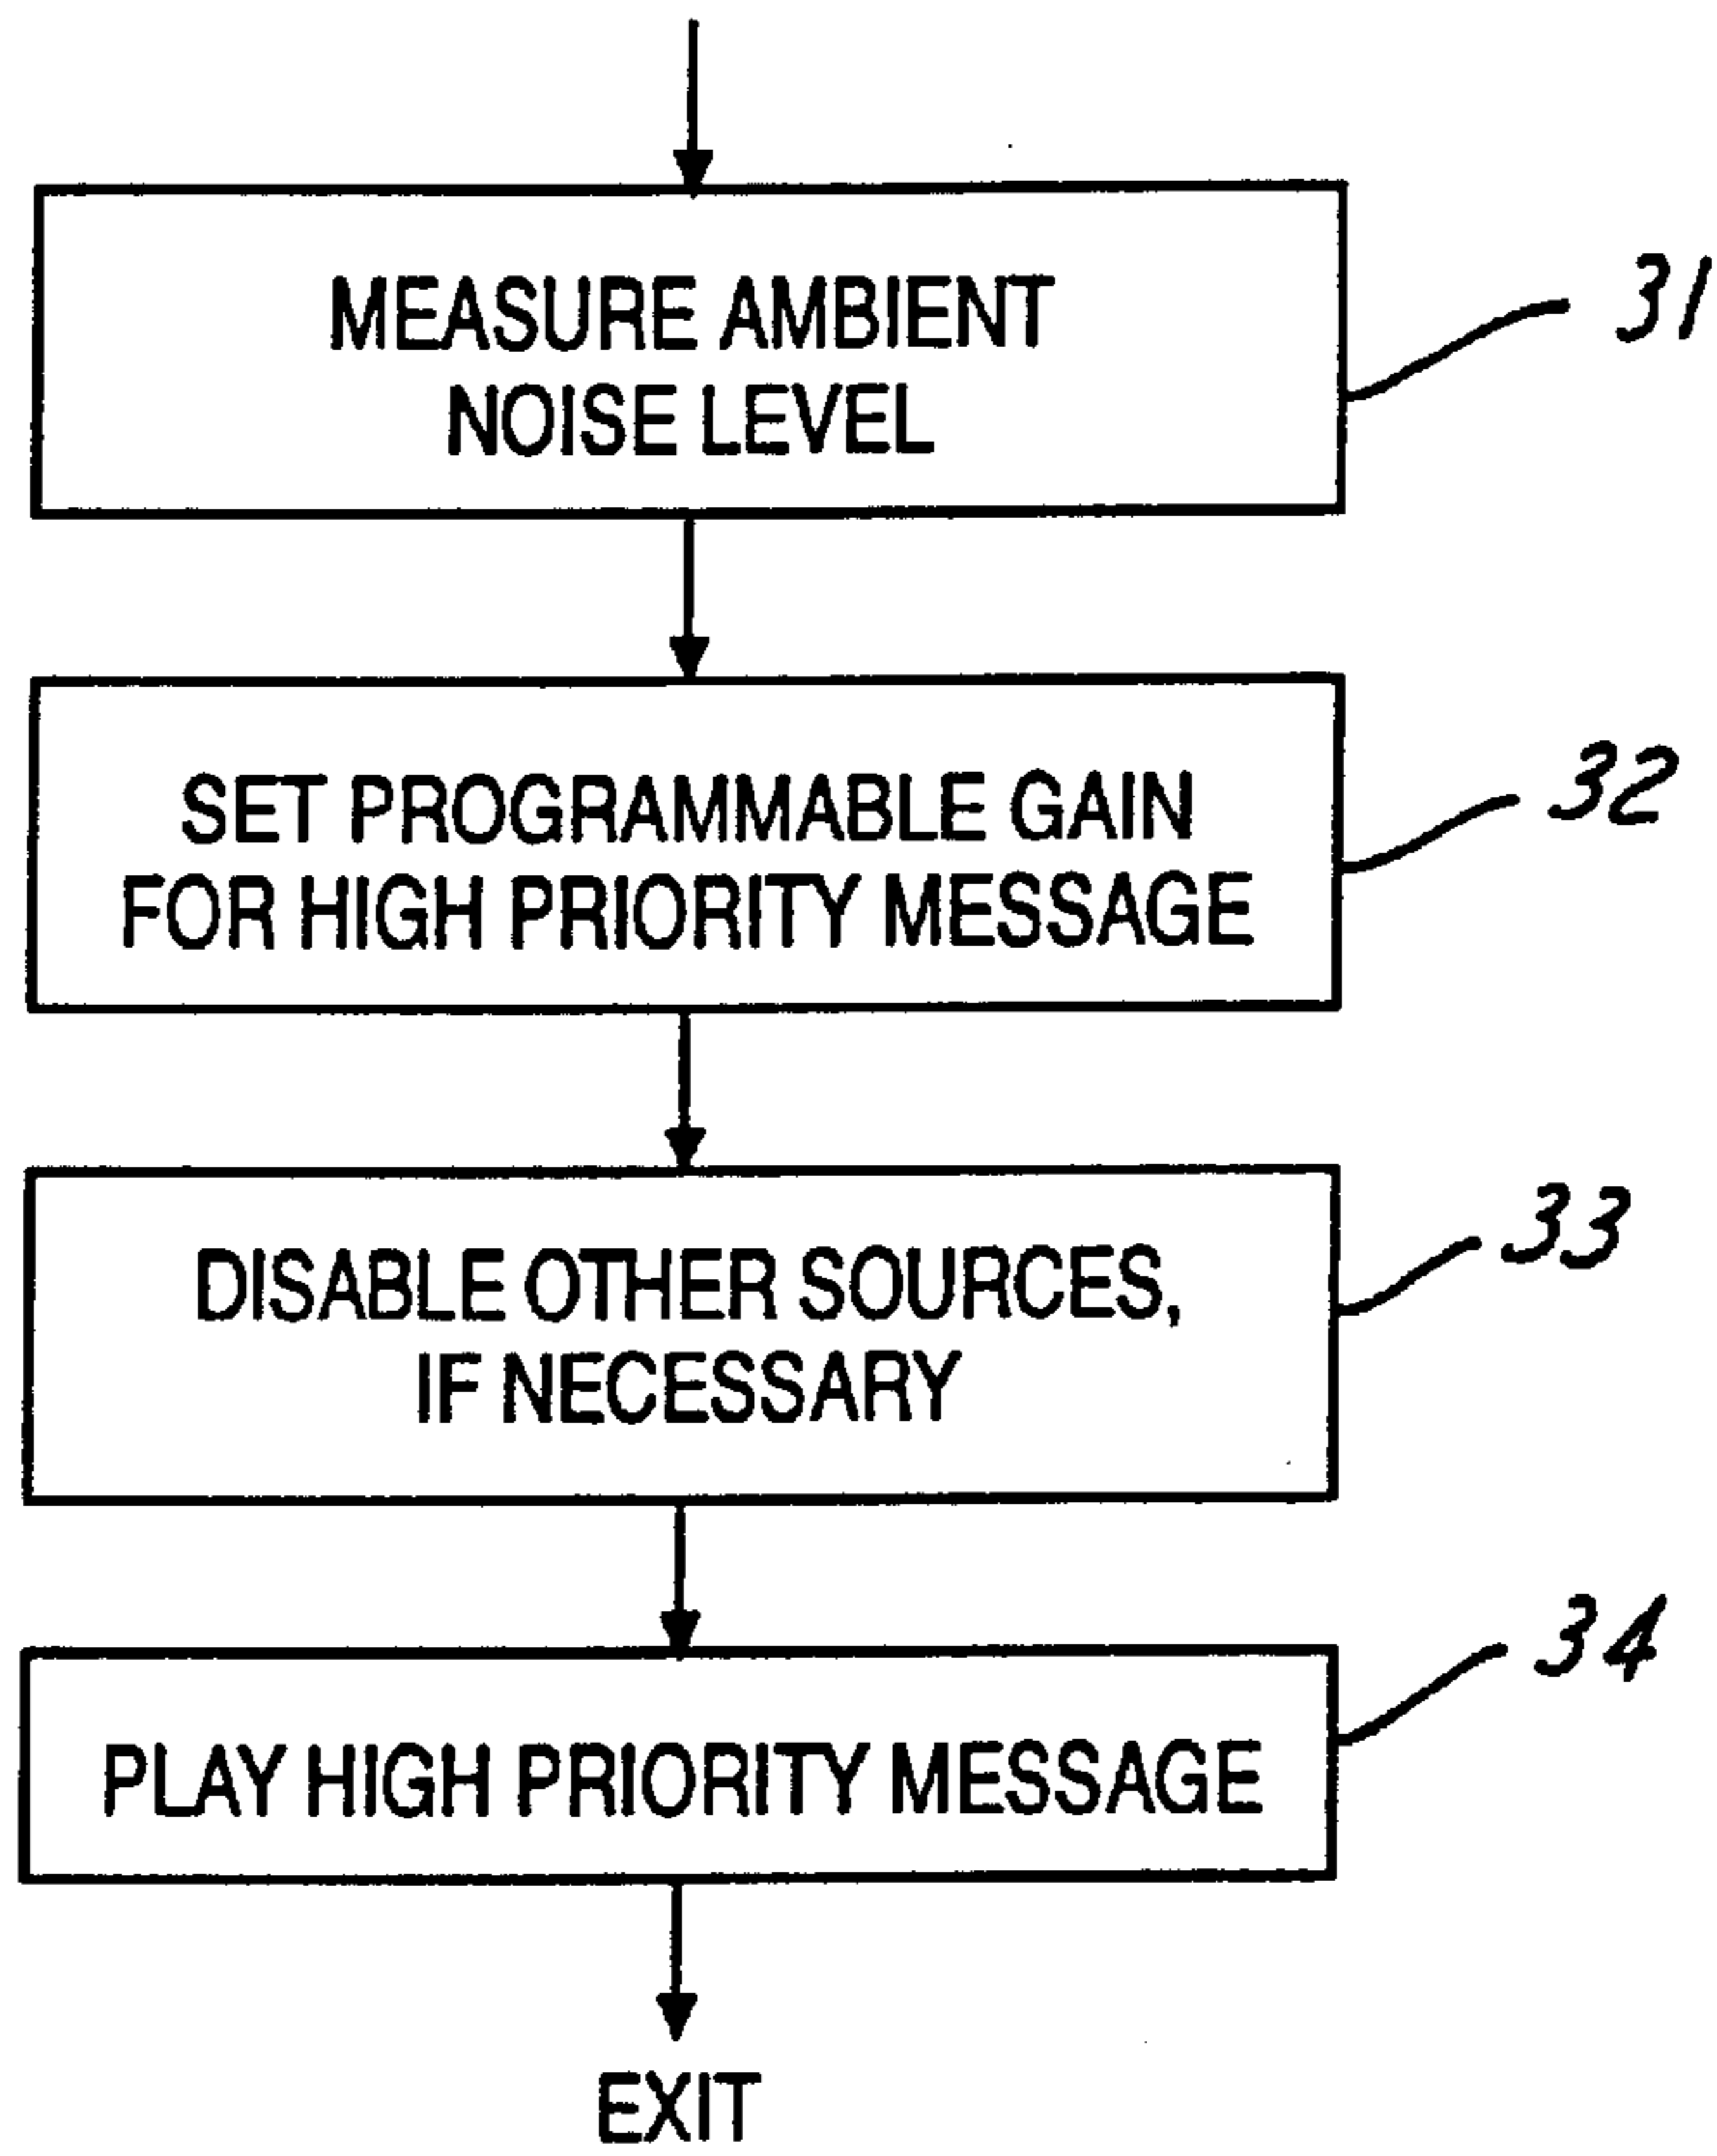 MEASURE AMBIENT
NOISE LEVEL
31
SET PROGRAMMABLE GAIN
FOR HIGH PRIORITY MESSAGE
32
DISABLE OTHER SOURCES,
IF NECESSARY
33
PLAY HIGH PRIORITY MESSAGE
34
EXIT